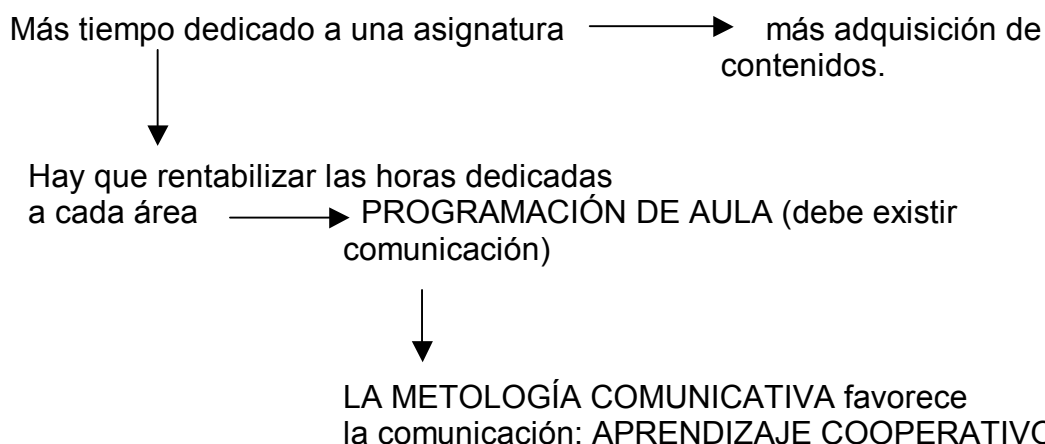 Más tiempo dedicado a una asignatura más adquisición de
contenidos.
Hay que rentabilizar las horas dedicadas
a cada área PROGRAMACIÓN DE AULA (debe existir
comunicación)
LA METOLOGÍA COMUNICATIVA favorece
la comunicación: APRENDIZAJE COOPERATIVO